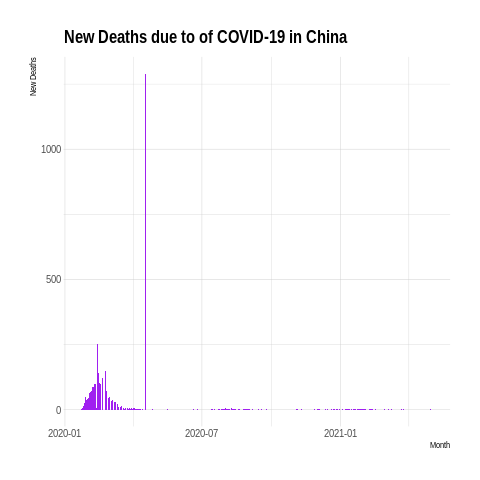 New Deaths due to of COVID-19 in China
New Deaths
1000
500
0
2020-01 2020-07 2021-01
Month